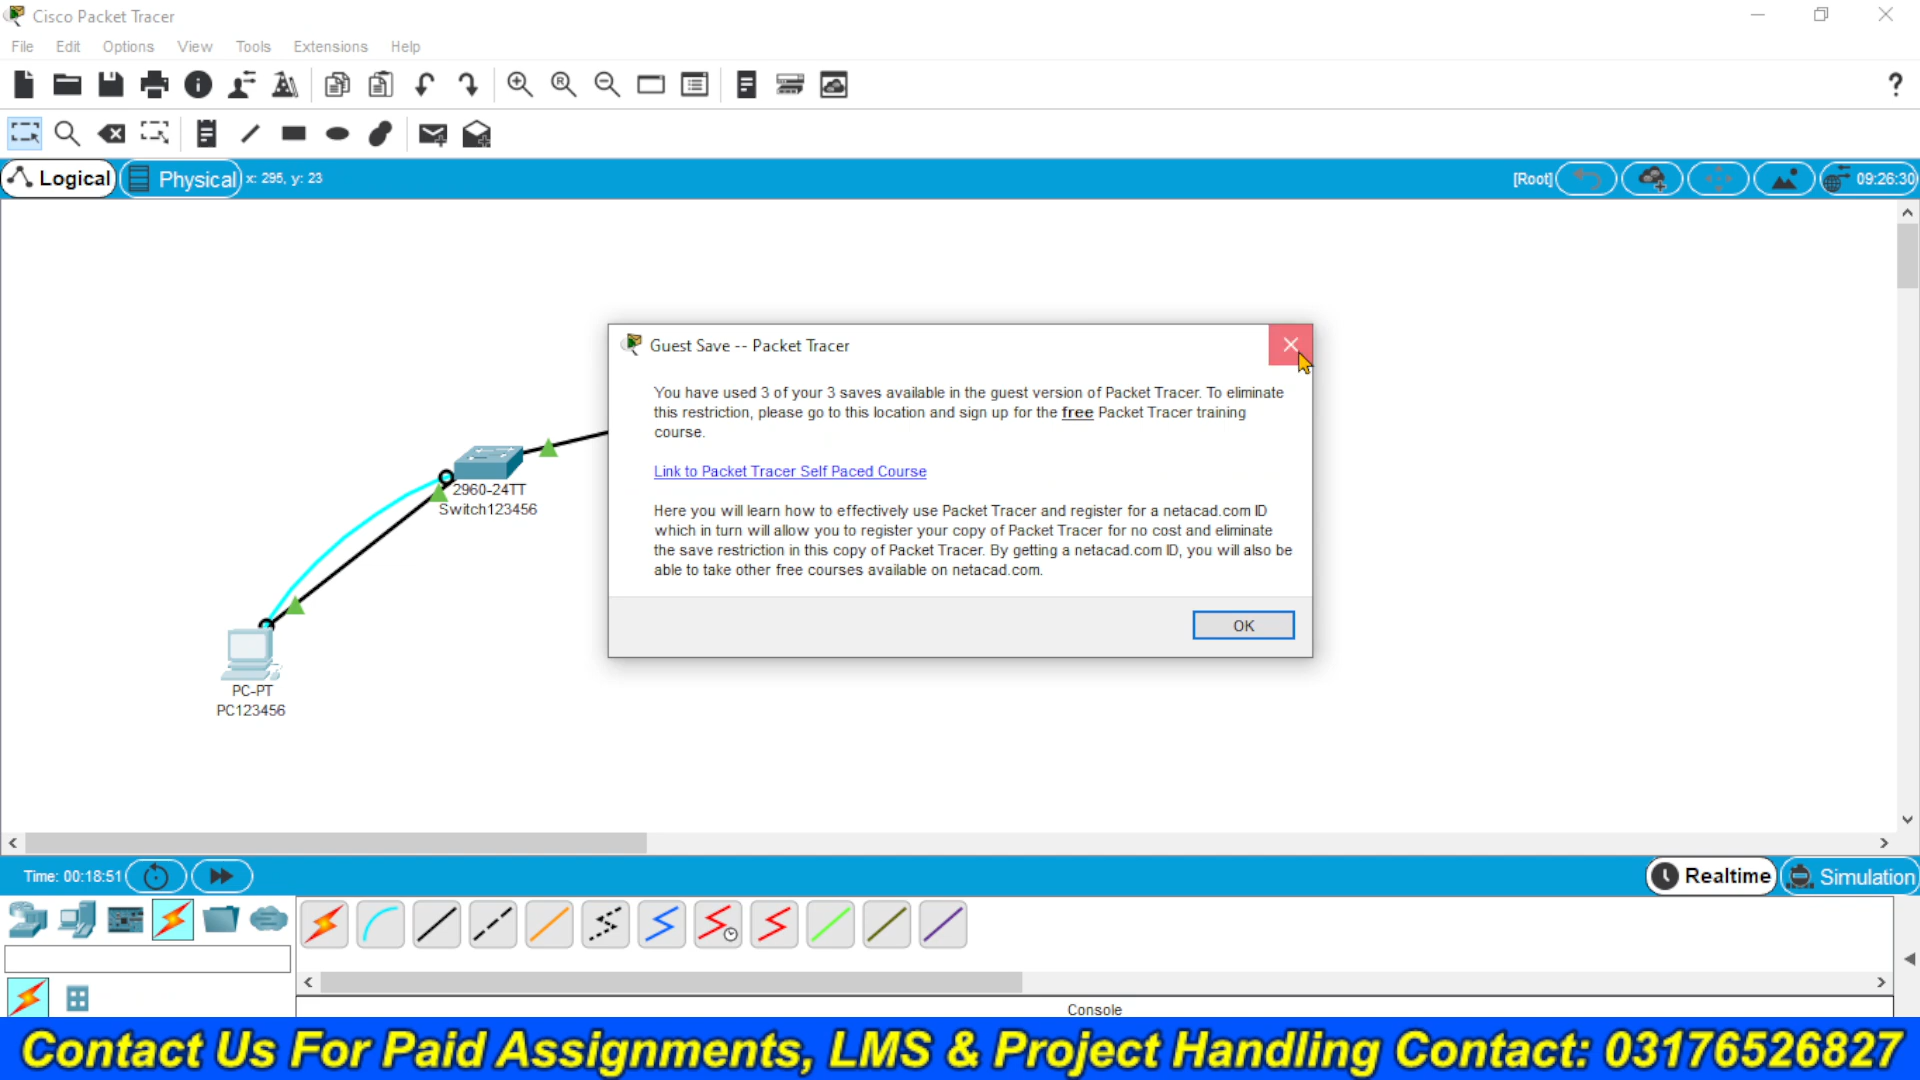 Cisco Packet Tracer
File Edit Options View Tools Extensions Help
Logical Physical x: 295, y: 23 [Root] 09:26:30
Guest Save -- Packet Tracer
You have used 3 of your 3 saves available in the guest version of Packet Tracer. To eliminate
this restriction, please go to this location and sign up for the free Packet Tracer training
course.
Link to Packet Tracer Self Paced Course
Here you will learn how to effectively use Packet Tracer and register for a netacad.com ID
which in turn will allow you to register your copy of Packet Tracer for no cost and eliminate
the save restriction in this copy of Packet Tracer. By getting a netacad.com ID, you will also be
able to take other free courses available on netacad.com.
OK
2960-24TT
Switch123456
PC-PT
PC123456
Time: 00:18:51 Realtime Simulation
Console
Contact Us For Paid Assignments, LMS & Project Handling Contact: 03176526827